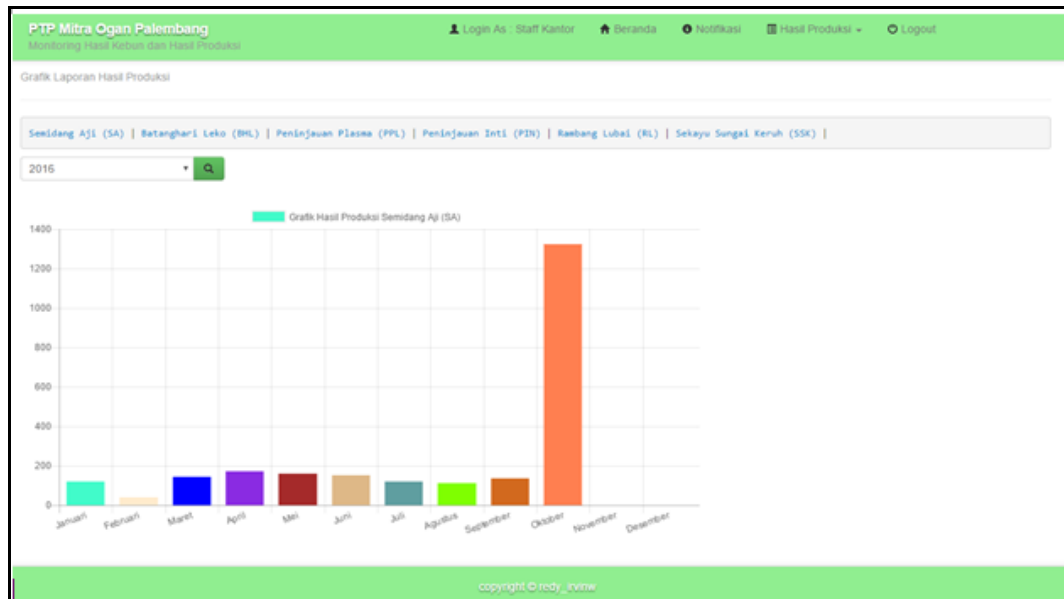 PTP Mitra Ogan Palembang
Monitoring Hasil Kebun dan Hasil Produksi
Login As : Staff Kantor Beranda Notifikasi Hasil Produksi Logout
Grafik Laporan Hasil Produksi
Semidang Aji (SA) | Batanghari Leko (BHL) | Peninjauan Plasma (PPL) | Peninjauan Inti (PIN) | Rambang Lubai (RL) | Sekayu Sungai Keruh (SSK) |
2016
Grafik Hasil Produksi Semidang Aji (SA)
1400
1200
1000
800
600
400
200
0
Januari Februari Maret April Mei Juni Juli Agustus September Oktober November Desember
copyright © redy_irvinw